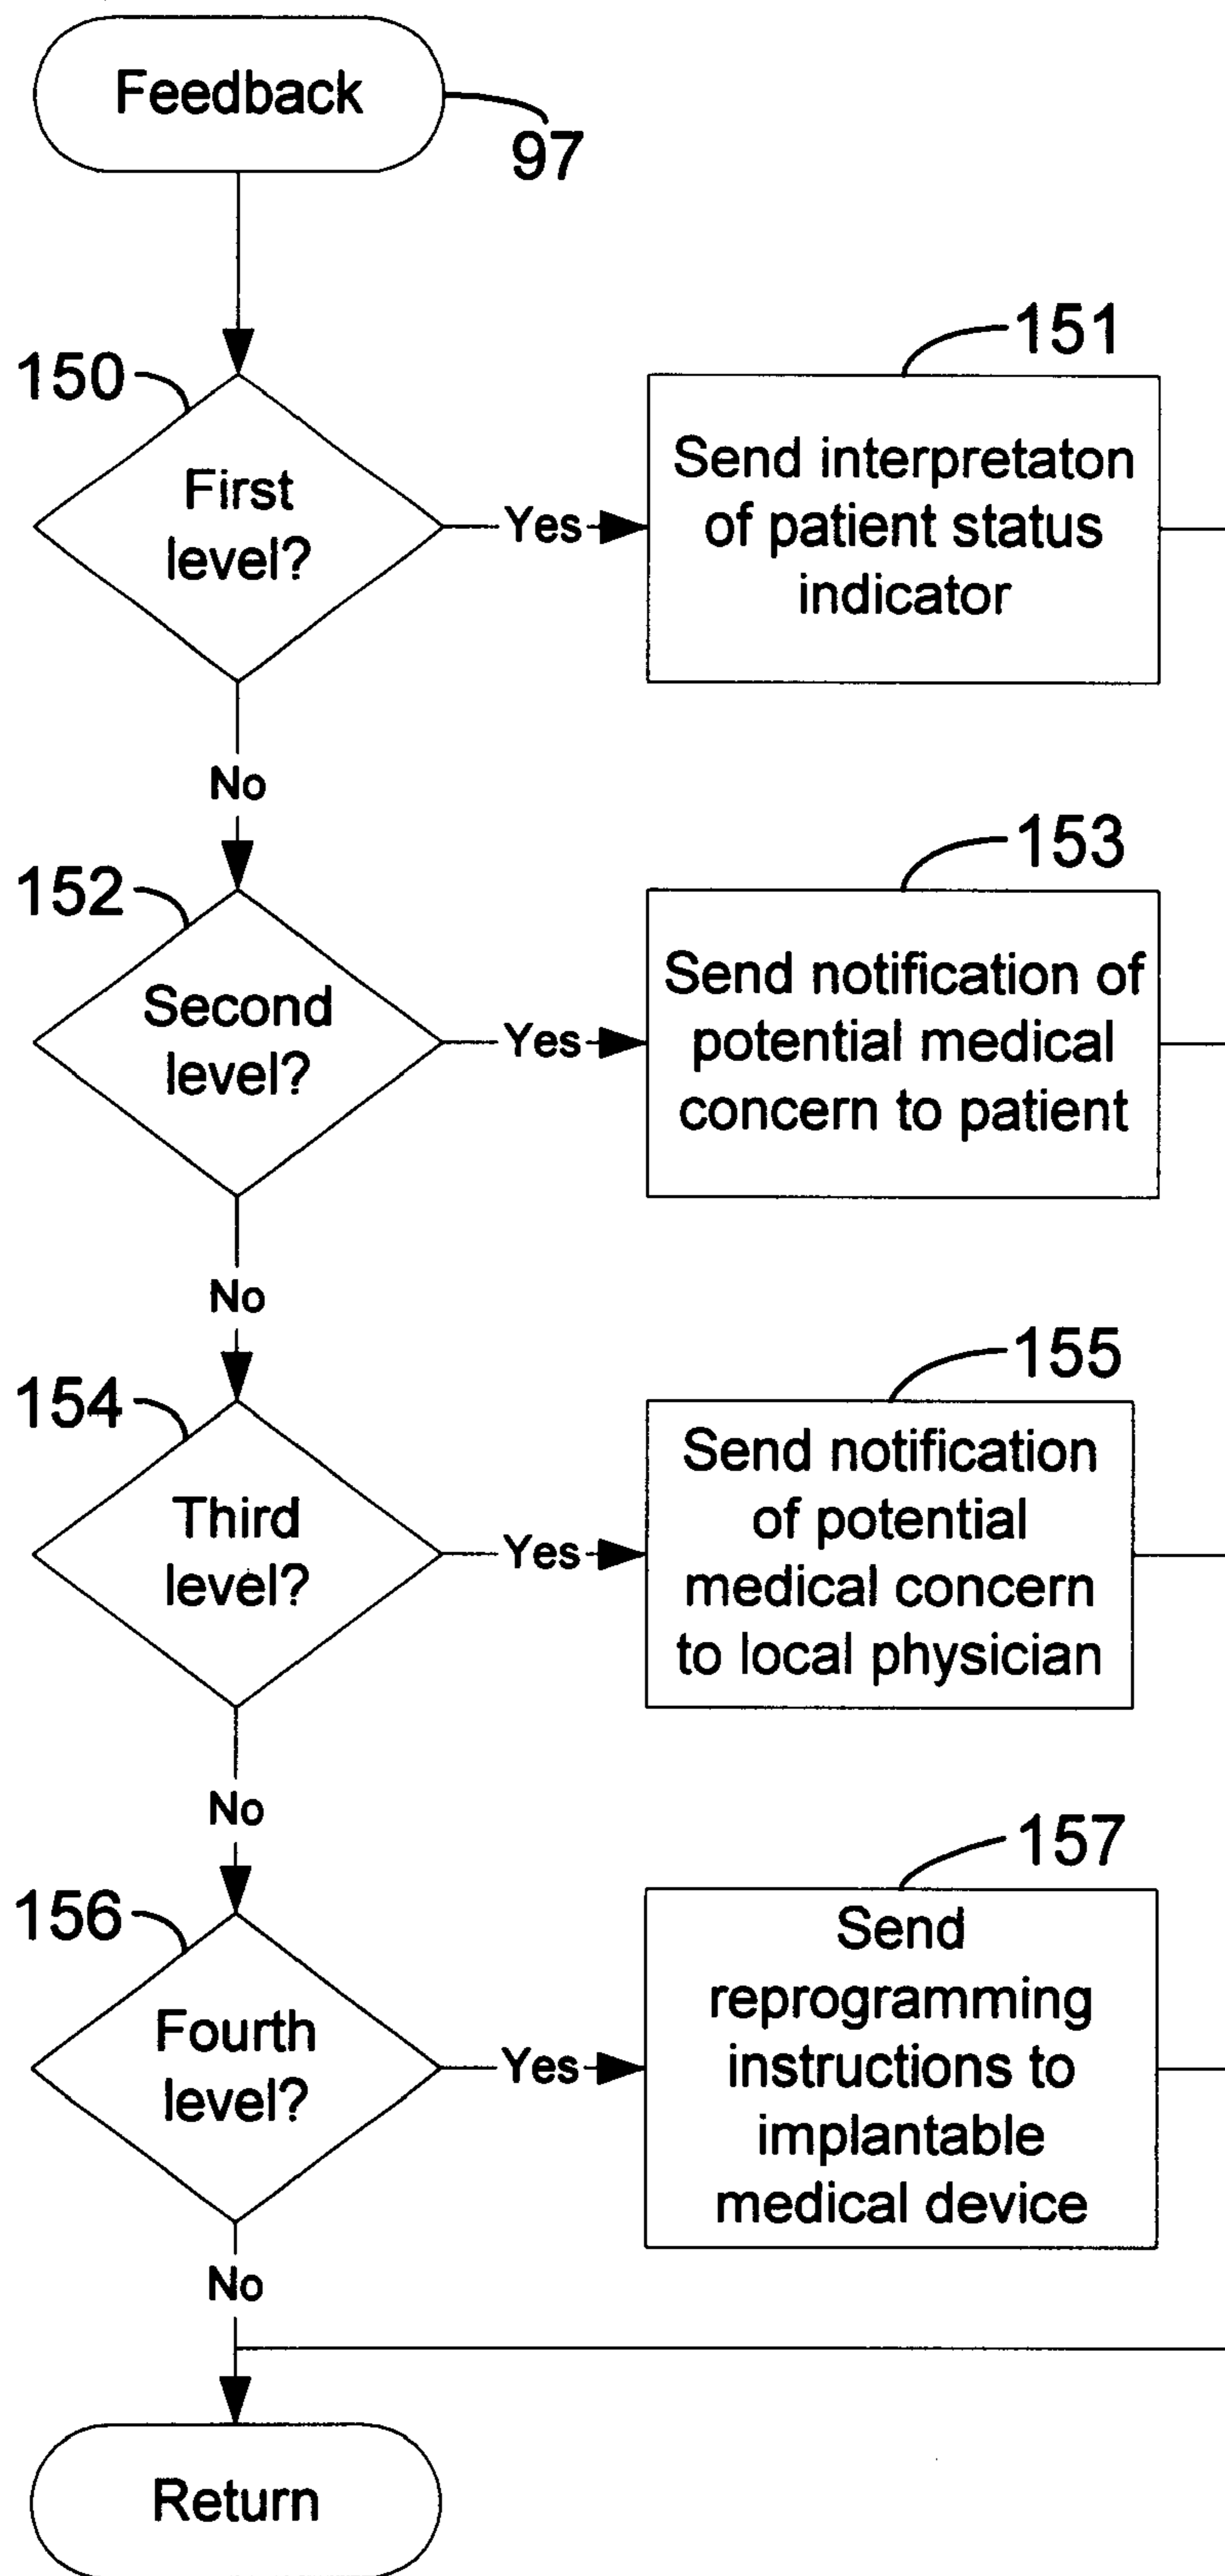 Feedback
97
150
First
level?
Yes
151
Send interpretaton
of patient status
indicator
No
152
Second
level?
Yes
153
Send notification of
potential medical
concern to patient
No
154
Third
level?
Yes
155
Send notification
of potential
medical concern
to local physician
No
156
Fourth
level?
Yes
157
Send
reprogramming
instructions to
implantable
medical device
No
Return